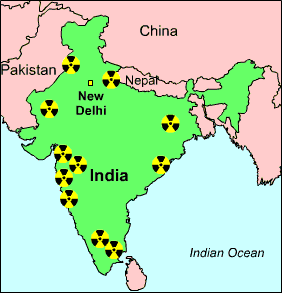 China
Pakistan
Nepal
New
Delhi
India
Indian Ocean